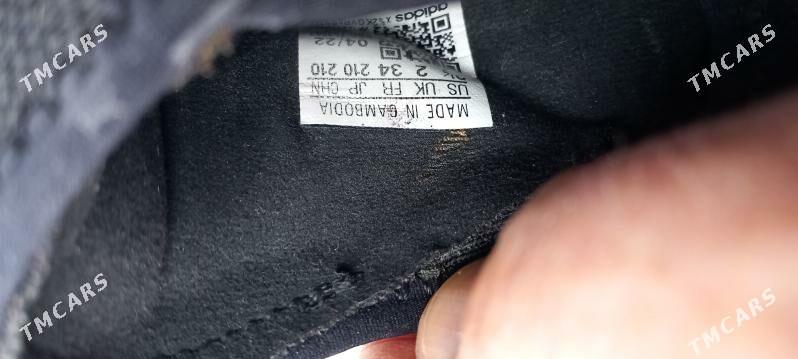 MADE IN CAMBODIA
US UK FR JP CHN
2 34 210 210
04/22
adidas
TMCARS
TMCARS
TMCARS
TMCARS